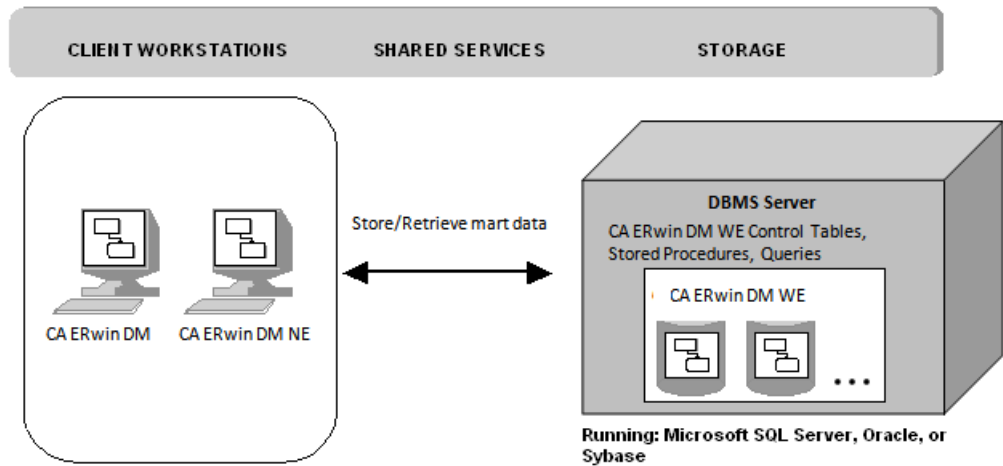 CLIENT WORKSTATIONS SHARED SERVICES STORAGE
DBMS Server
CA ERwin DM WE Control Tables,
Stored Procedures, Queries
Store/Retrieve mart data
CA ERwin DM WE
CA ERwin DM CA ERwin DM NE
Running: Microsoft SQL Server, Oracle, or
Sybase